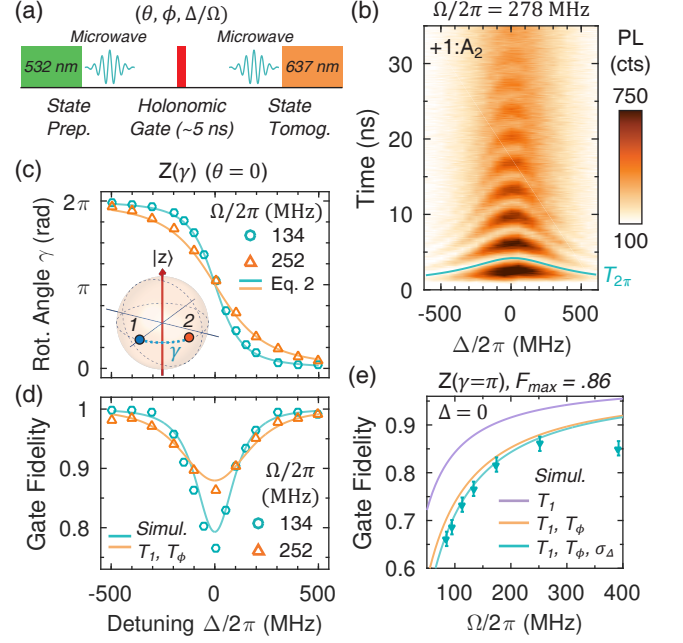 (a)
(θ, ϕ, Δ/Ω)
Microwave
Microwave
532 nm
637 nm
State
Prep.
Holonomic
Gate (~5 ns)
State
Tomog.
(b)
Ω/2π = 278 MHz
+1:A₂
PL
(cts)
750
100
Time (ns)
30
20
10
0
T₂π
-500
0
500
Δ/2π (MHz)
(c)
Z(γ) (θ = 0)
Rot. Angle γ (rad)
2π
π
0
Ω/2π (MHz)
134
252
Eq. 2
|z⟩
1
2
γ
(d)
Gate Fidelity
1
0.9
0.8
Ω/2π
(MHz)
134
252
Simul.
T₁, Tϕ
-500
0
500
Detuning Δ/2π (MHz)
(e)
Z(γ=π), Fmax = .86
Δ = 0
Gate Fidelity
0.9
0.8
0.7
0.6
Simul.
T₁
T₁, Tϕ
T₁, Tϕ, σΔ
100
200
300
400
Ω/2π (MHz)